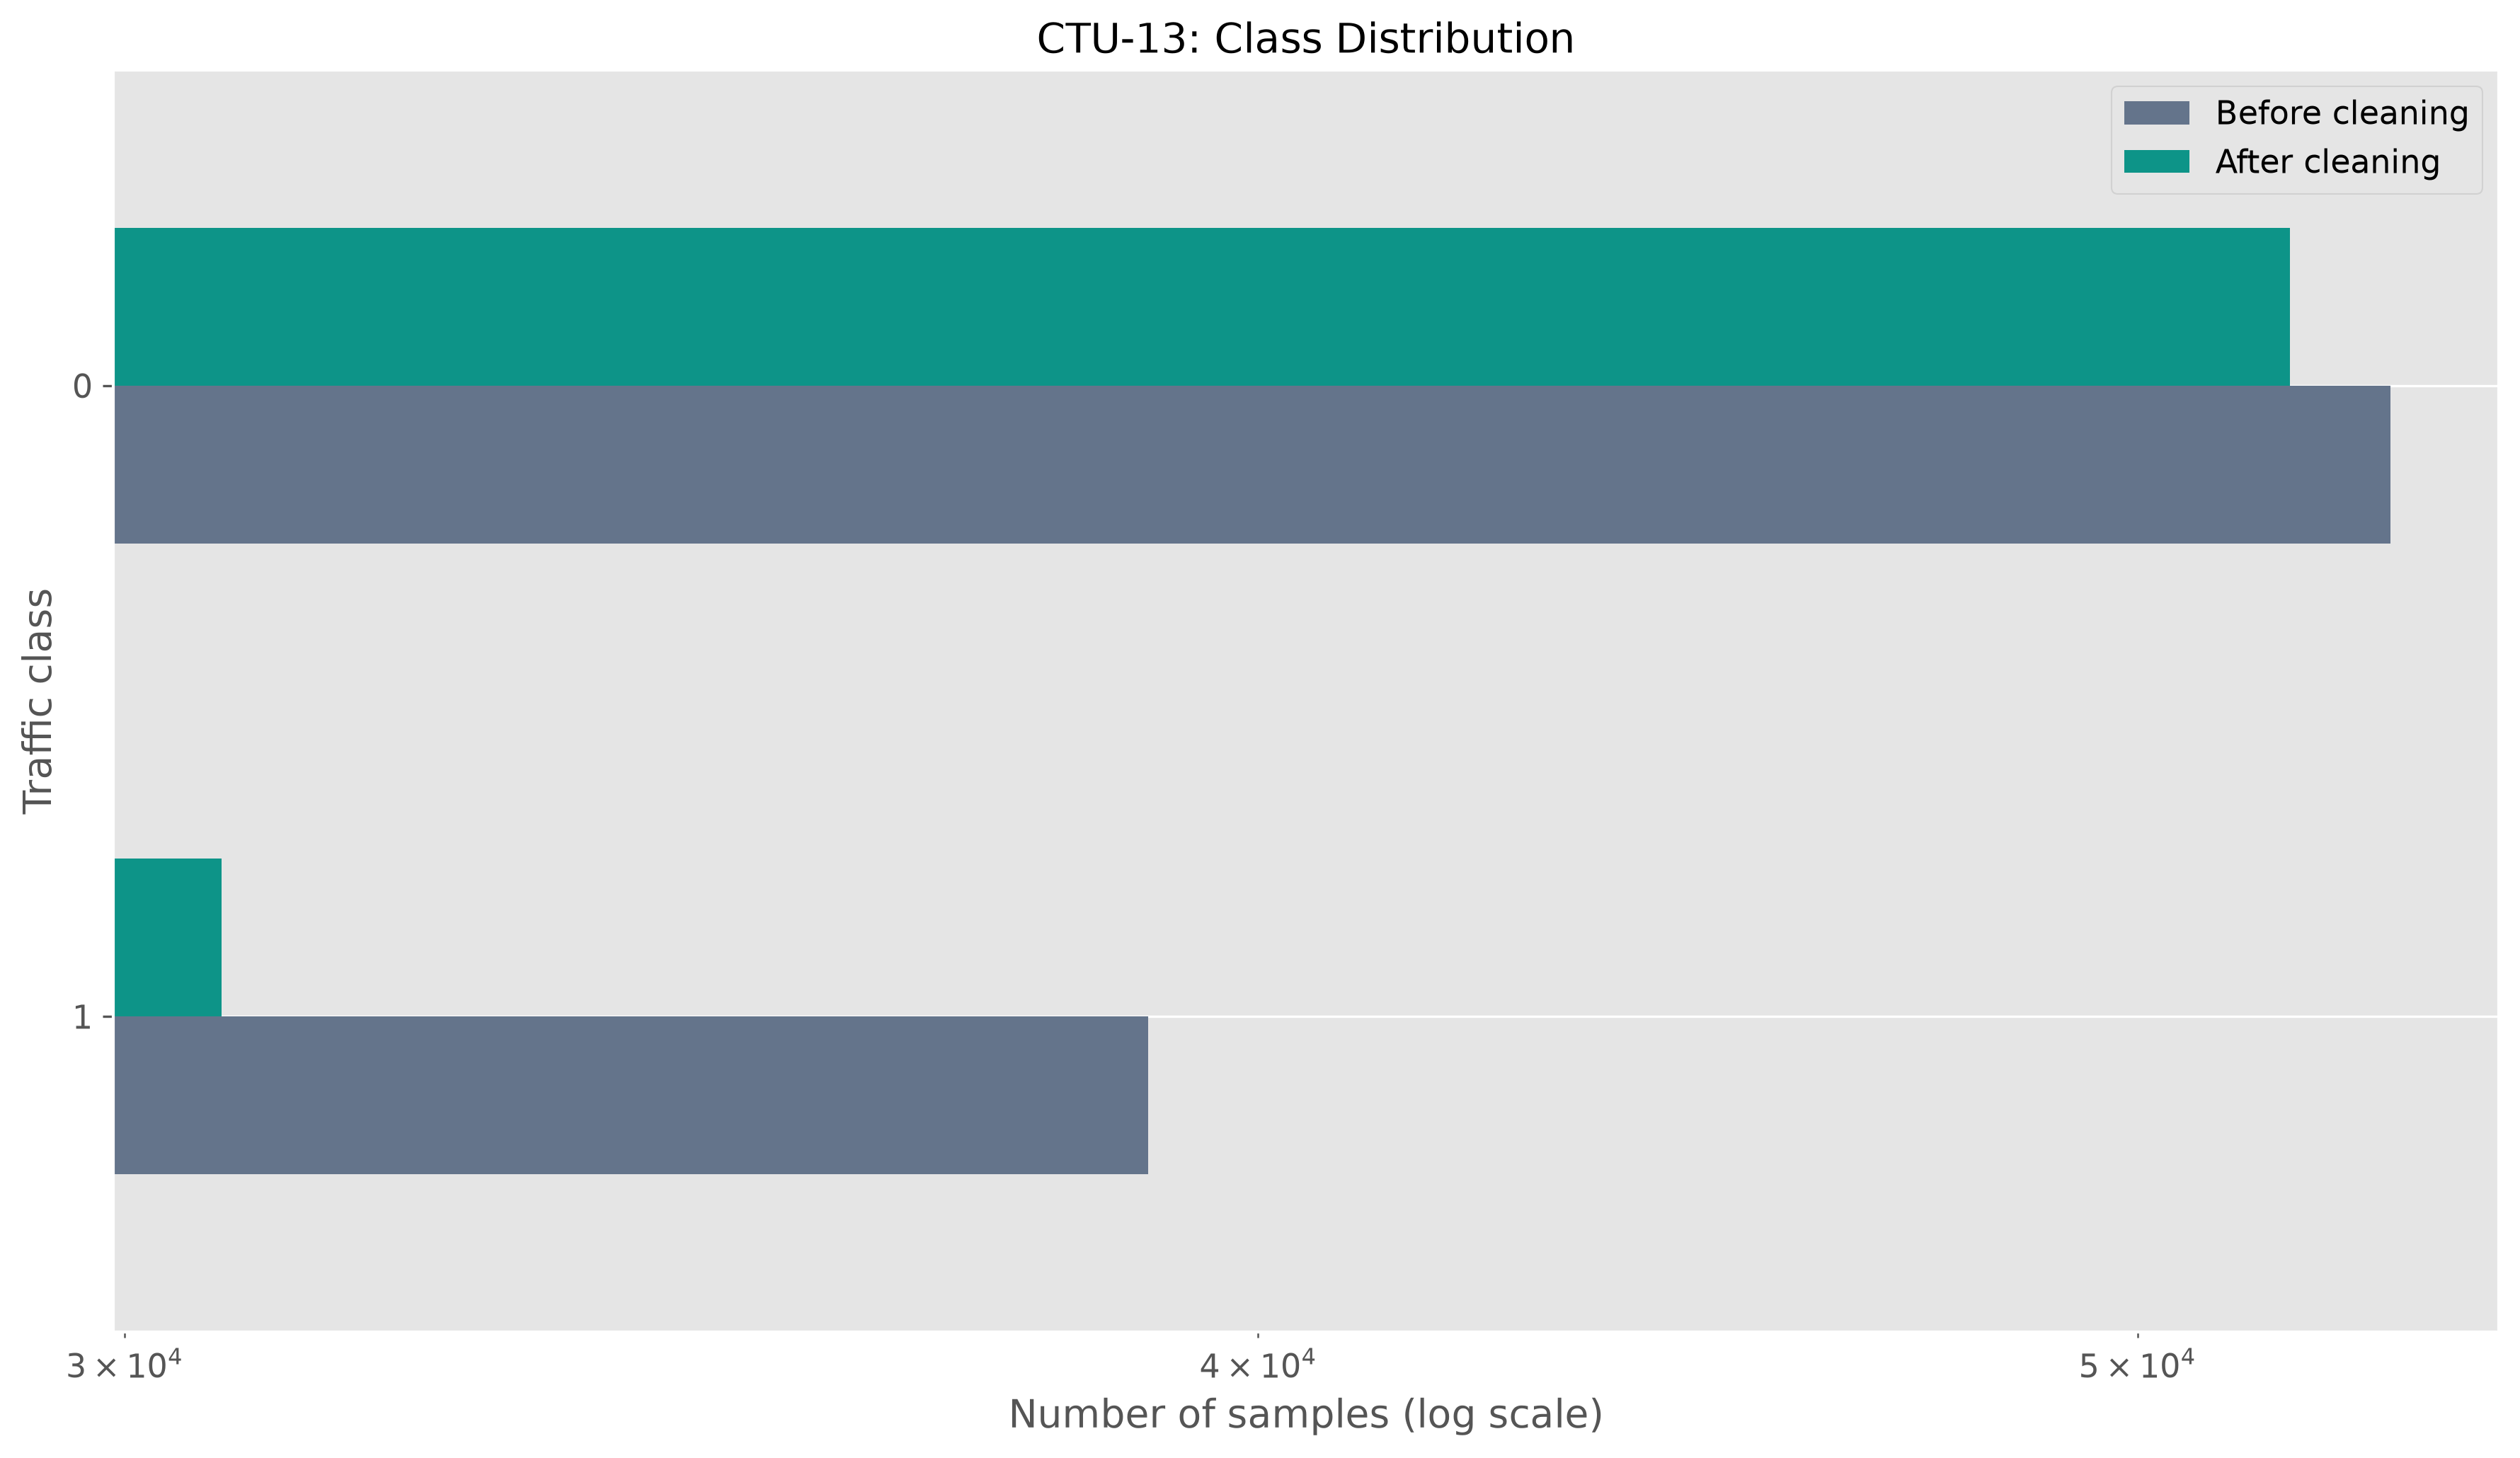 CTU-13: Class Distribution
Before cleaning
After cleaning
Traffic class
0
1
3 × 10⁴
4 × 10⁴
5 × 10⁴
Number of samples (log scale)